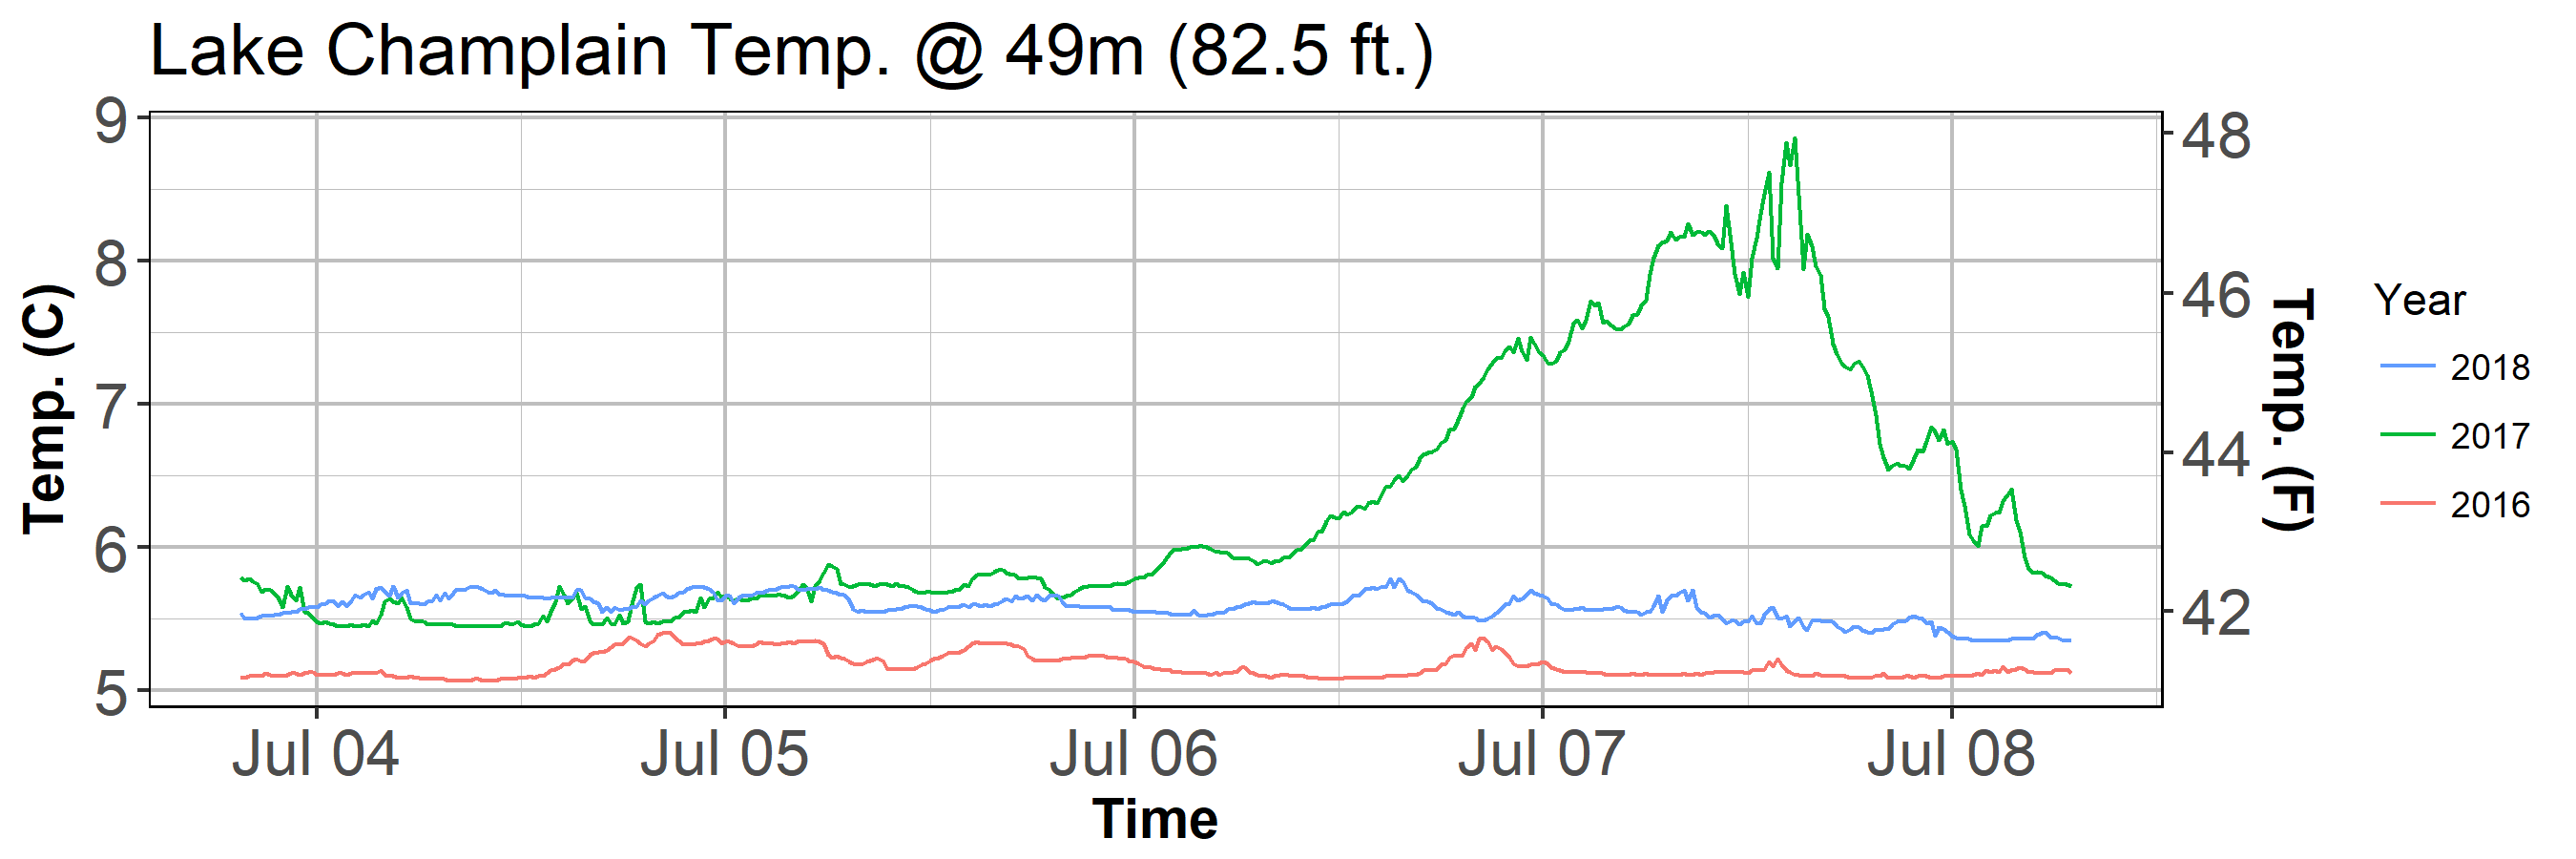 Lake Champlain Temp. @ 49m (82.5 ft.)
9
8
7
6
5
Temp. (C)
48
46
44
42
Temp. (F)
Jul 04 Jul 05 Jul 06 Jul 07 Jul 08
Time
Year
2018
2017
2016